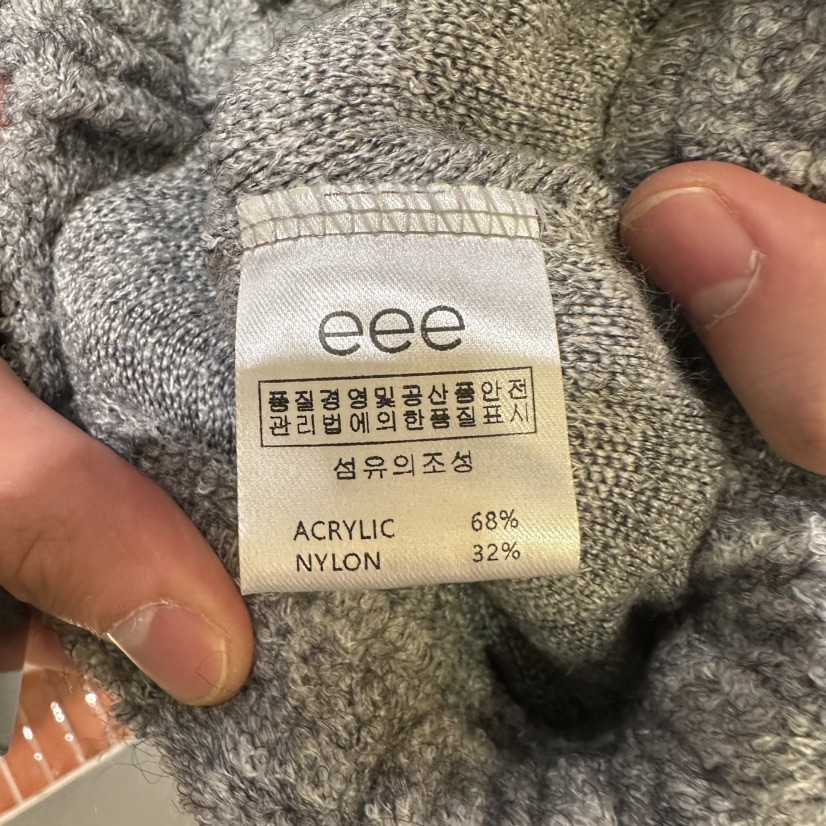 eee
품질경영및공산품안전
관리법에의한품질표시
섬유의조성
ACRYLIC 68%
NYLON 32%